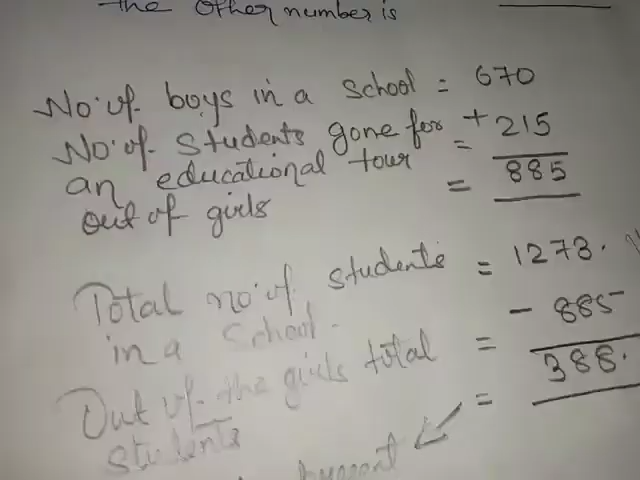 the other number is
No. of boys in a school = 670
No. of students gone for = + 215
an educational tour = 885
out of girls
Total no. of students = 1273.
in a school. - 885
Out of the girls total = 388.
students =